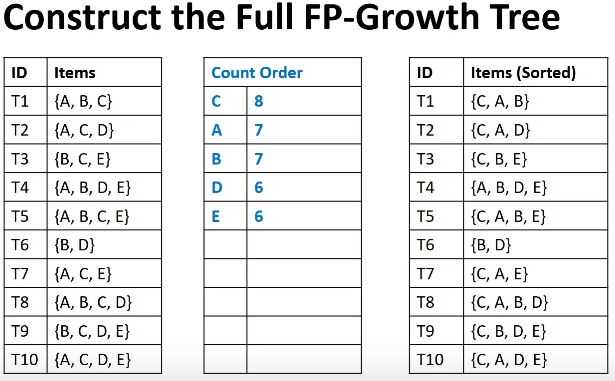 Construct the Full FP-Growth Tree
ID Items
T1 {A, B, C}
T2 {A, C, D}
T3 {B, C, E}
T4 {A, B, D, E}
T5 {A, B, C, E}
T6 {B, D}
T7 {A, C, E}
T8 {A, B, C, D}
T9 {B, C, D, E}
T10 {A, C, D, E}
Count Order
C 8
A 7
B 7
D 6
E 6
ID Items (Sorted)
T1 {C, A, B}
T2 {C, A, D}
T3 {C, B, E}
T4 {A, B, D, E}
T5 {C, A, B, E}
T6 {B, D}
T7 {C, A, E}
T8 {C, A, B, D}
T9 {C, B, D, E}
T10 {C, A, D, E}